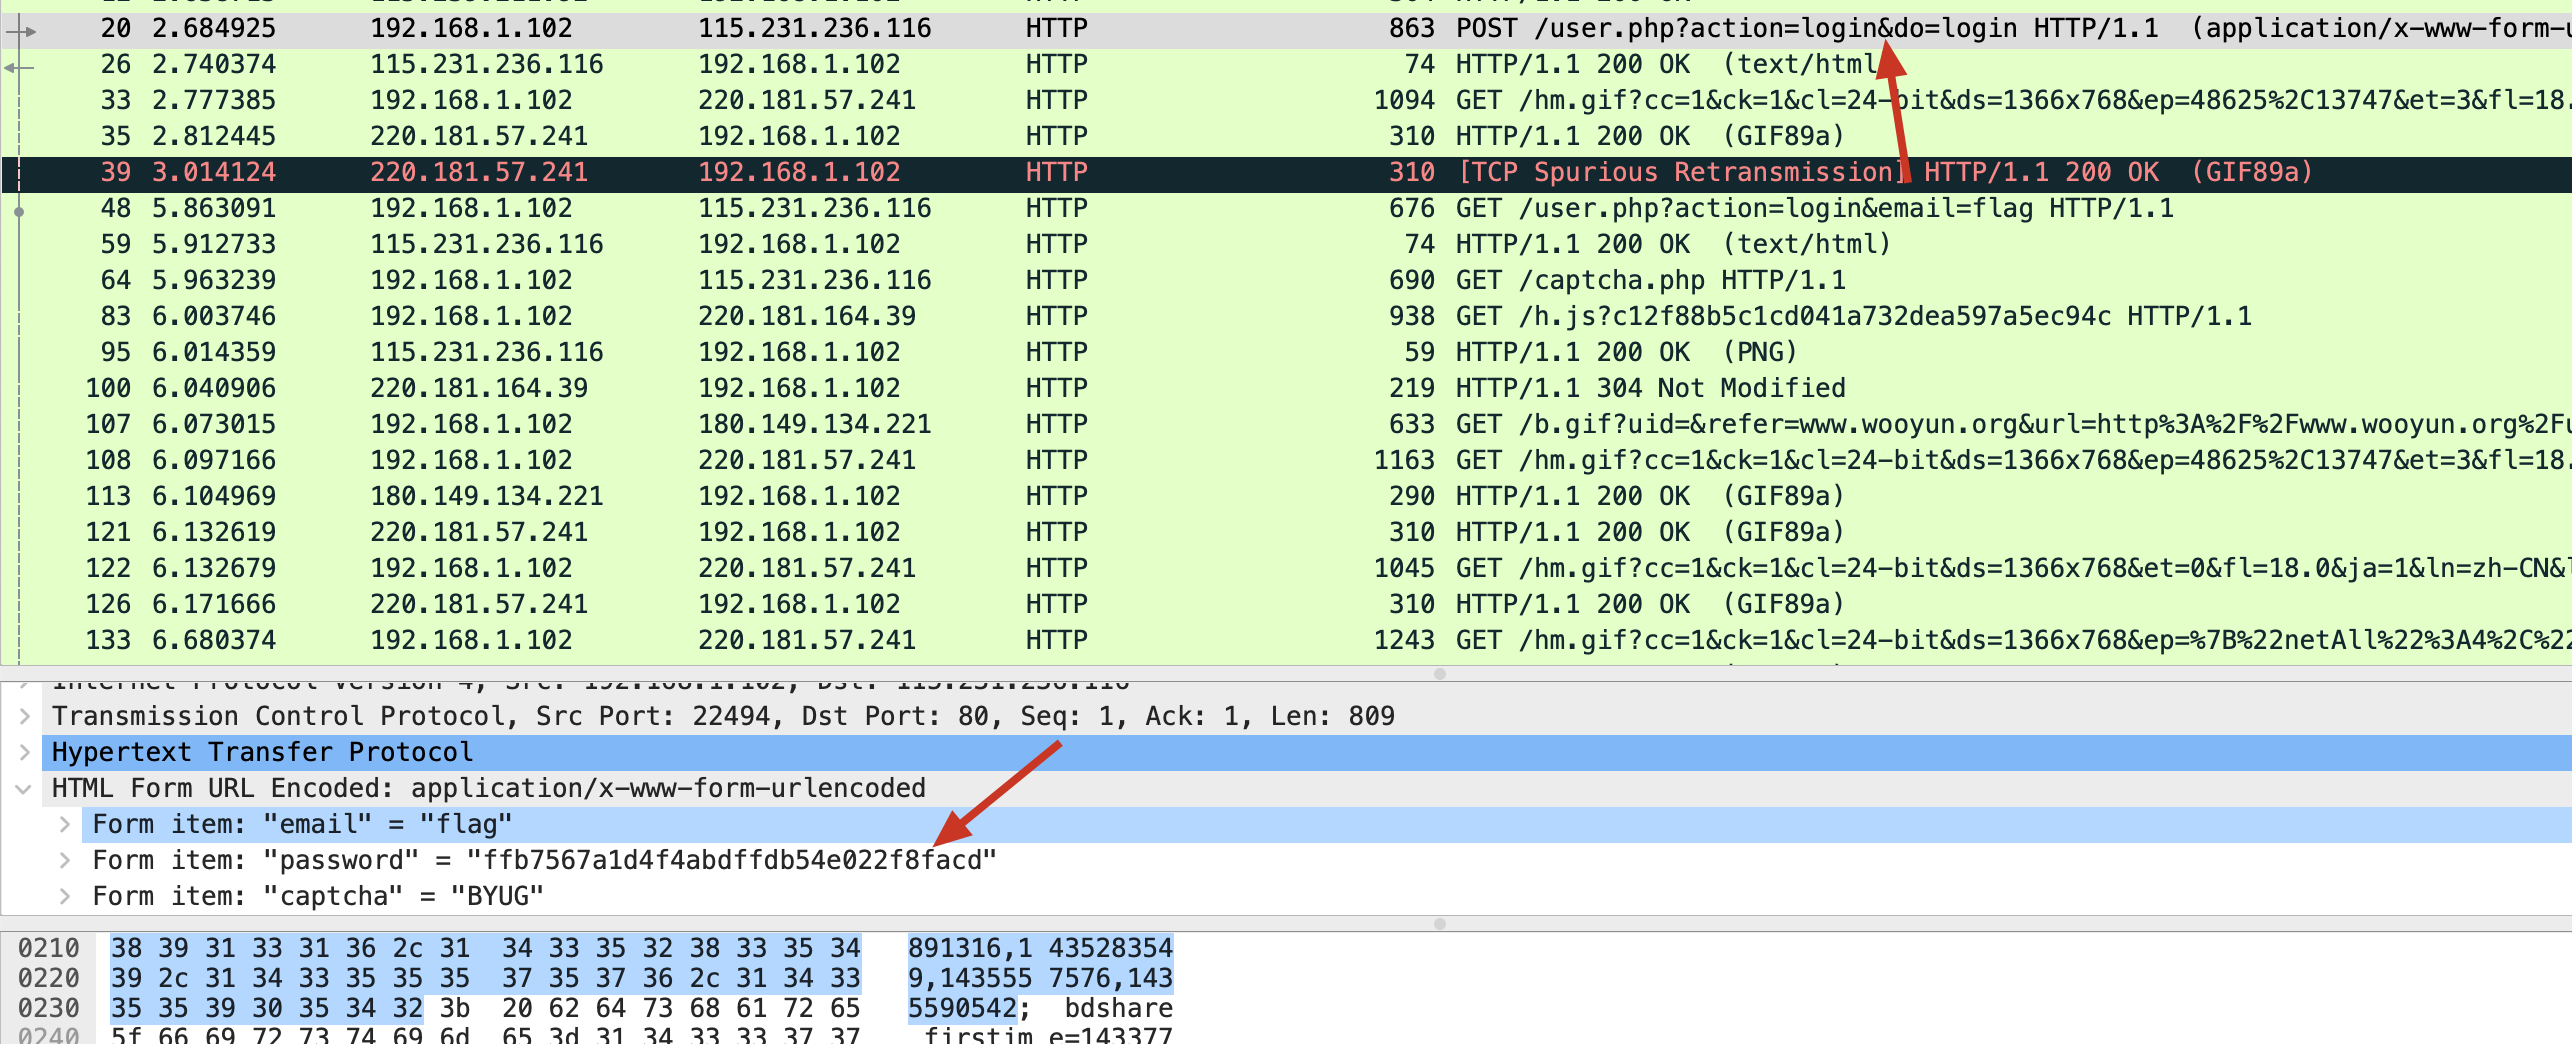 20 2.684925 192.168.1.102 115.231.236.116 HTTP 863 POST /user.php?action=login&do=login HTTP/1.1 (application/x-www-form-u
26 2.740374 115.231.236.116 192.168.1.102 HTTP 74 HTTP/1.1 200 OK (text/html
33 2.777385 192.168.1.102 220.181.57.241 HTTP 1094 GET /hm.gif?cc=1&ck=1&cl=24-bit&ds=1366x768&ep=48625%2C13747&et=3&fl=18.
35 2.812445 220.181.57.241 192.168.1.102 HTTP 310 HTTP/1.1 200 OK (GIF89a)
39 3.014124 220.181.57.241 192.168.1.102 HTTP 310 [TCP Spurious Retransmission] HTTP/1.1 200 OK (GIF89a)
48 5.863091 192.168.1.102 115.231.236.116 HTTP 676 GET /user.php?action=login&email=flag HTTP/1.1
59 5.912733 115.231.236.116 192.168.1.102 HTTP 74 HTTP/1.1 200 OK (text/html)
64 5.963239 192.168.1.102 115.231.236.116 HTTP 690 GET /captcha.php HTTP/1.1
83 6.003746 192.168.1.102 220.181.164.39 HTTP 938 GET /h.js?c12f88b5c1cd041a732dea597a5ec94c HTTP/1.1
95 6.014359 115.231.236.116 192.168.1.102 HTTP 59 HTTP/1.1 200 OK (PNG)
100 6.040906 220.181.164.39 192.168.1.102 HTTP 219 HTTP/1.1 304 Not Modified
107 6.073015 192.168.1.102 180.149.134.221 HTTP 633 GET /b.gif?uid=&refer=www.wooyun.org&url=http%3A%2F%2Fwww.wooyun.org%2Fu
108 6.097166 192.168.1.102 220.181.57.241 HTTP 1163 GET /hm.gif?cc=1&ck=1&cl=24-bit&ds=1366x768&ep=48625%2C13747&et=3&fl=18.
113 6.104969 180.149.134.221 192.168.1.102 HTTP 290 HTTP/1.1 200 OK (GIF89a)
121 6.132619 220.181.57.241 192.168.1.102 HTTP 310 HTTP/1.1 200 OK (GIF89a)
122 6.132679 192.168.1.102 220.181.57.241 HTTP 1045 GET /hm.gif?cc=1&ck=1&cl=24-bit&ds=1366x768&et=0&fl=18.0&ja=1&ln=zh-CN&l
126 6.171666 220.181.57.241 192.168.1.102 HTTP 310 HTTP/1.1 200 OK (GIF89a)
133 6.680374 192.168.1.102 220.181.57.241 HTTP 1243 GET /hm.gif?cc=1&ck=1&cl=24-bit&ds=1366x768&ep=%7B%22netAll%22%3A4%2C%22
Internet Protocol Version 4, Src: 192.168.1.102, Dst: 115.231.236.116
Transmission Control Protocol, Src Port: 22494, Dst Port: 80, Seq: 1, Ack: 1, Len: 809
Hypertext Transfer Protocol
HTML Form URL Encoded: application/x-www-form-urlencoded
Form item: "email" = "flag"
Form item: "password" = "ffb7567a1d4f4abdffdb54e022f8facd"
Form item: "captcha" = "BYUG"
0210 38 39 31 33 31 36 2c 31 34 33 35 32 38 33 35 34 891316,1 43528354
0220 39 2c 31 34 33 35 35 35 37 35 37 36 2c 31 34 33 9,143555 7576,143
0230 35 35 39 30 35 34 32 3b 20 62 64 73 68 61 72 65 5590542; bdshare
0240 5f 66 69 72 73 74 69 6d 65 3d 31 34 33 33 37 37 _firstim e=143377